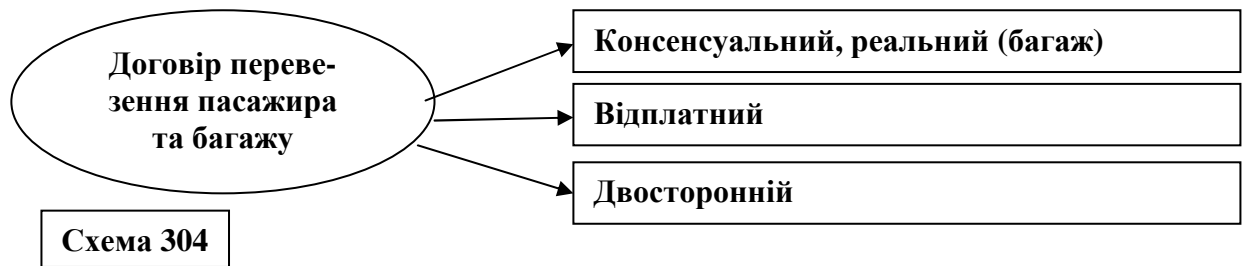 Договір переве-
зення пасажира
та багажу
Консенсуальний, реальний (багаж)
Відплатний
Двосторонній
Схема 304